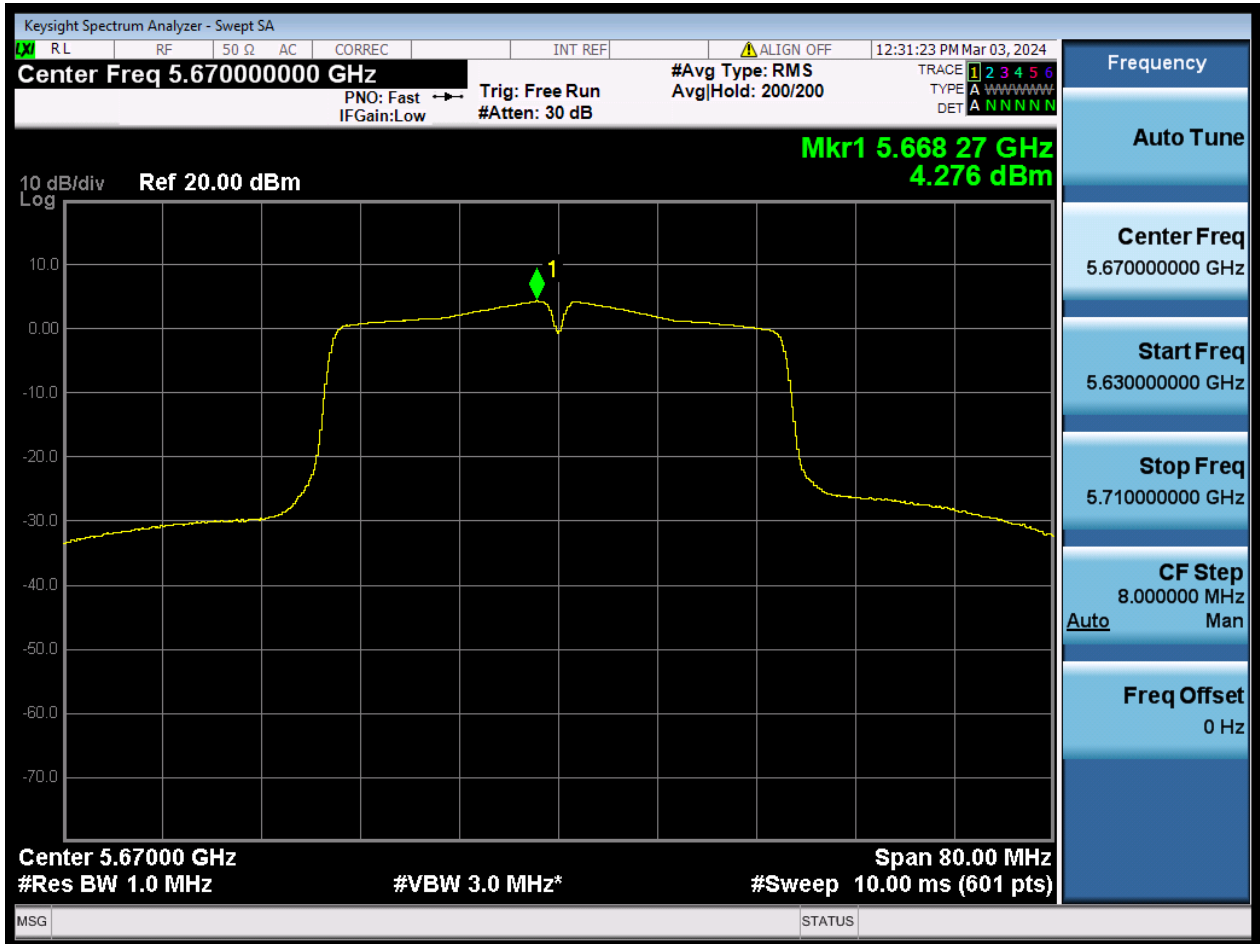 Keysight Spectrum Analyzer - Swept SA
LXI RL RF 50 Ω AC CORREC INT REF ALIGN OFF 12:31:23 PM Mar 03, 2024
Center Freq 5.670000000 GHz
PNO: Fast
IFGain:Low
Trig: Free Run
#Atten: 30 dB
#Avg Type: RMS
Avg|Hold: 200/200
TRACE 1 2 3 4 5 6
TYPE A WWWWW
DET A N N N N N
Mkr1 5.668 27 GHz
4.276 dBm
10 dB/div Ref 20.00 dBm
Log
1
10.0
0.00
-10.0
-20.0
-30.0
-40.0
-50.0
-60.0
-70.0
Center 5.67000 GHz Span 80.00 MHz
#Res BW 1.0 MHz #VBW 3.0 MHz* #Sweep 10.00 ms (601 pts)
MSG STATUS
Frequency
Auto Tune
Center Freq
5.670000000 GHz
Start Freq
5.630000000 GHz
Stop Freq
5.710000000 GHz
CF Step
8.000000 MHz
Auto Man
Freq Offset
0 Hz